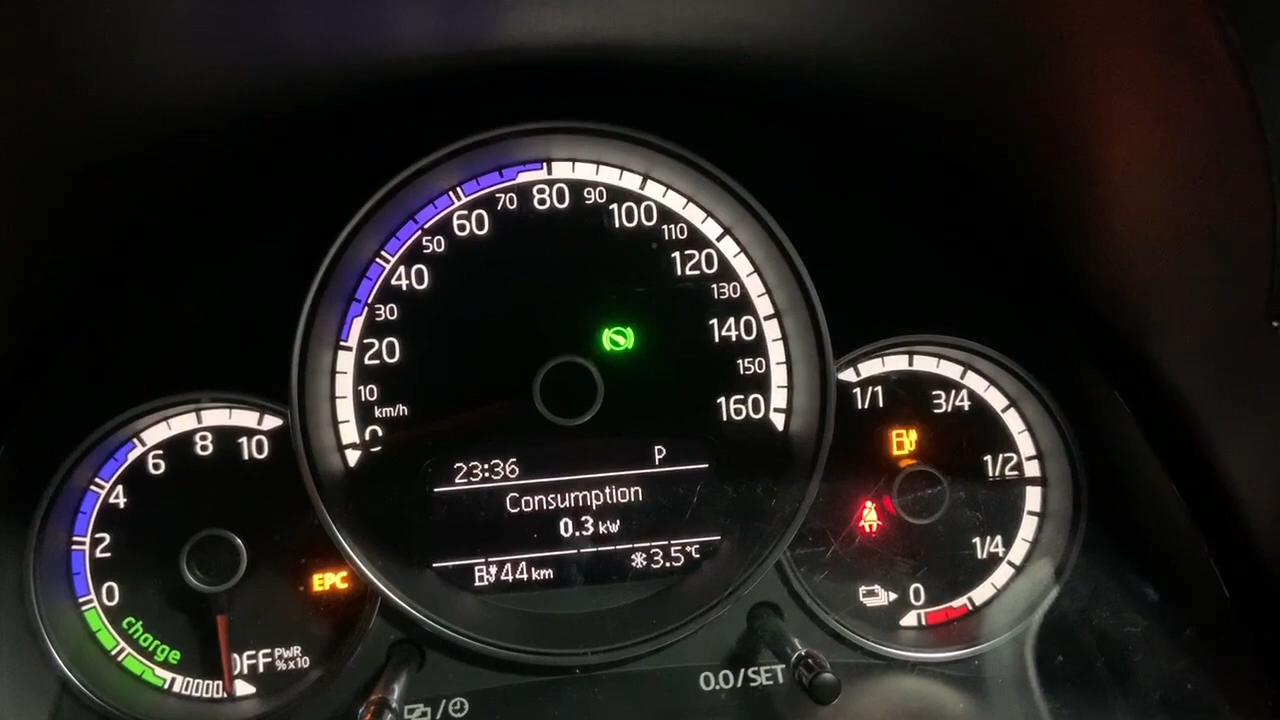 0
10
20
30
40
50
60
70
80
90
100
110
120
130
140
150
160
km/h
23:36 P
Consumption
0.3 kW
44 km
3.5°C
0
2
4
6
8
10
EPC
charge
OFF
PWR
%x10
1/1
3/4
1/2
1/4
0
0.0/SET